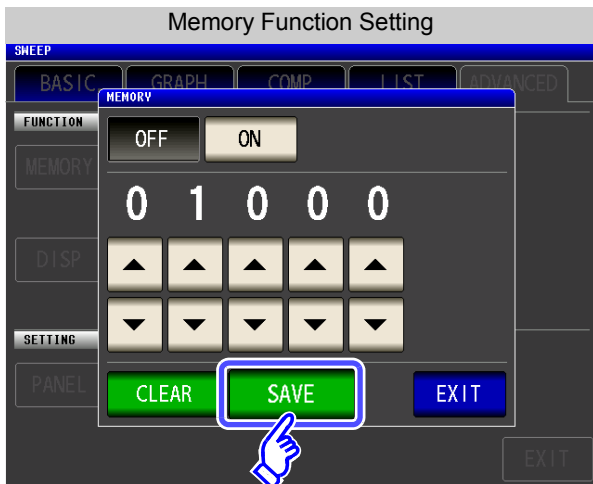 Memory Function Setting
SWEEP
BASIC GRAPH COMP LIST ADVANCED
MEMORY
FUNCTION
OFF ON
MEMORY
0 1 0 0 0
DISP
SETTING
PANEL
CLEAR SAVE EXIT
EXIT